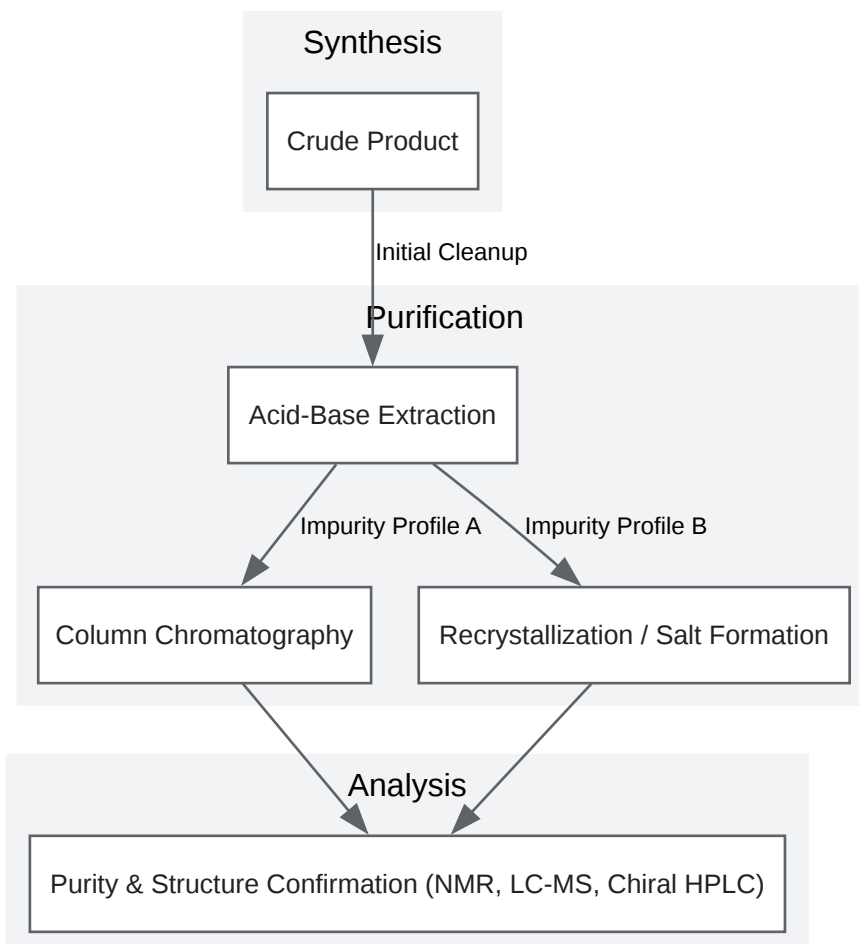 Synthesis
Crude Product
Initial Cleanup
Purification
Acid-Base Extraction
Impurity Profile A
Impurity Profile B
Column Chromatography
Recrystallization / Salt Formation
Analysis
Purity & Structure Confirmation (NMR, LC-MS, Chiral HPLC)